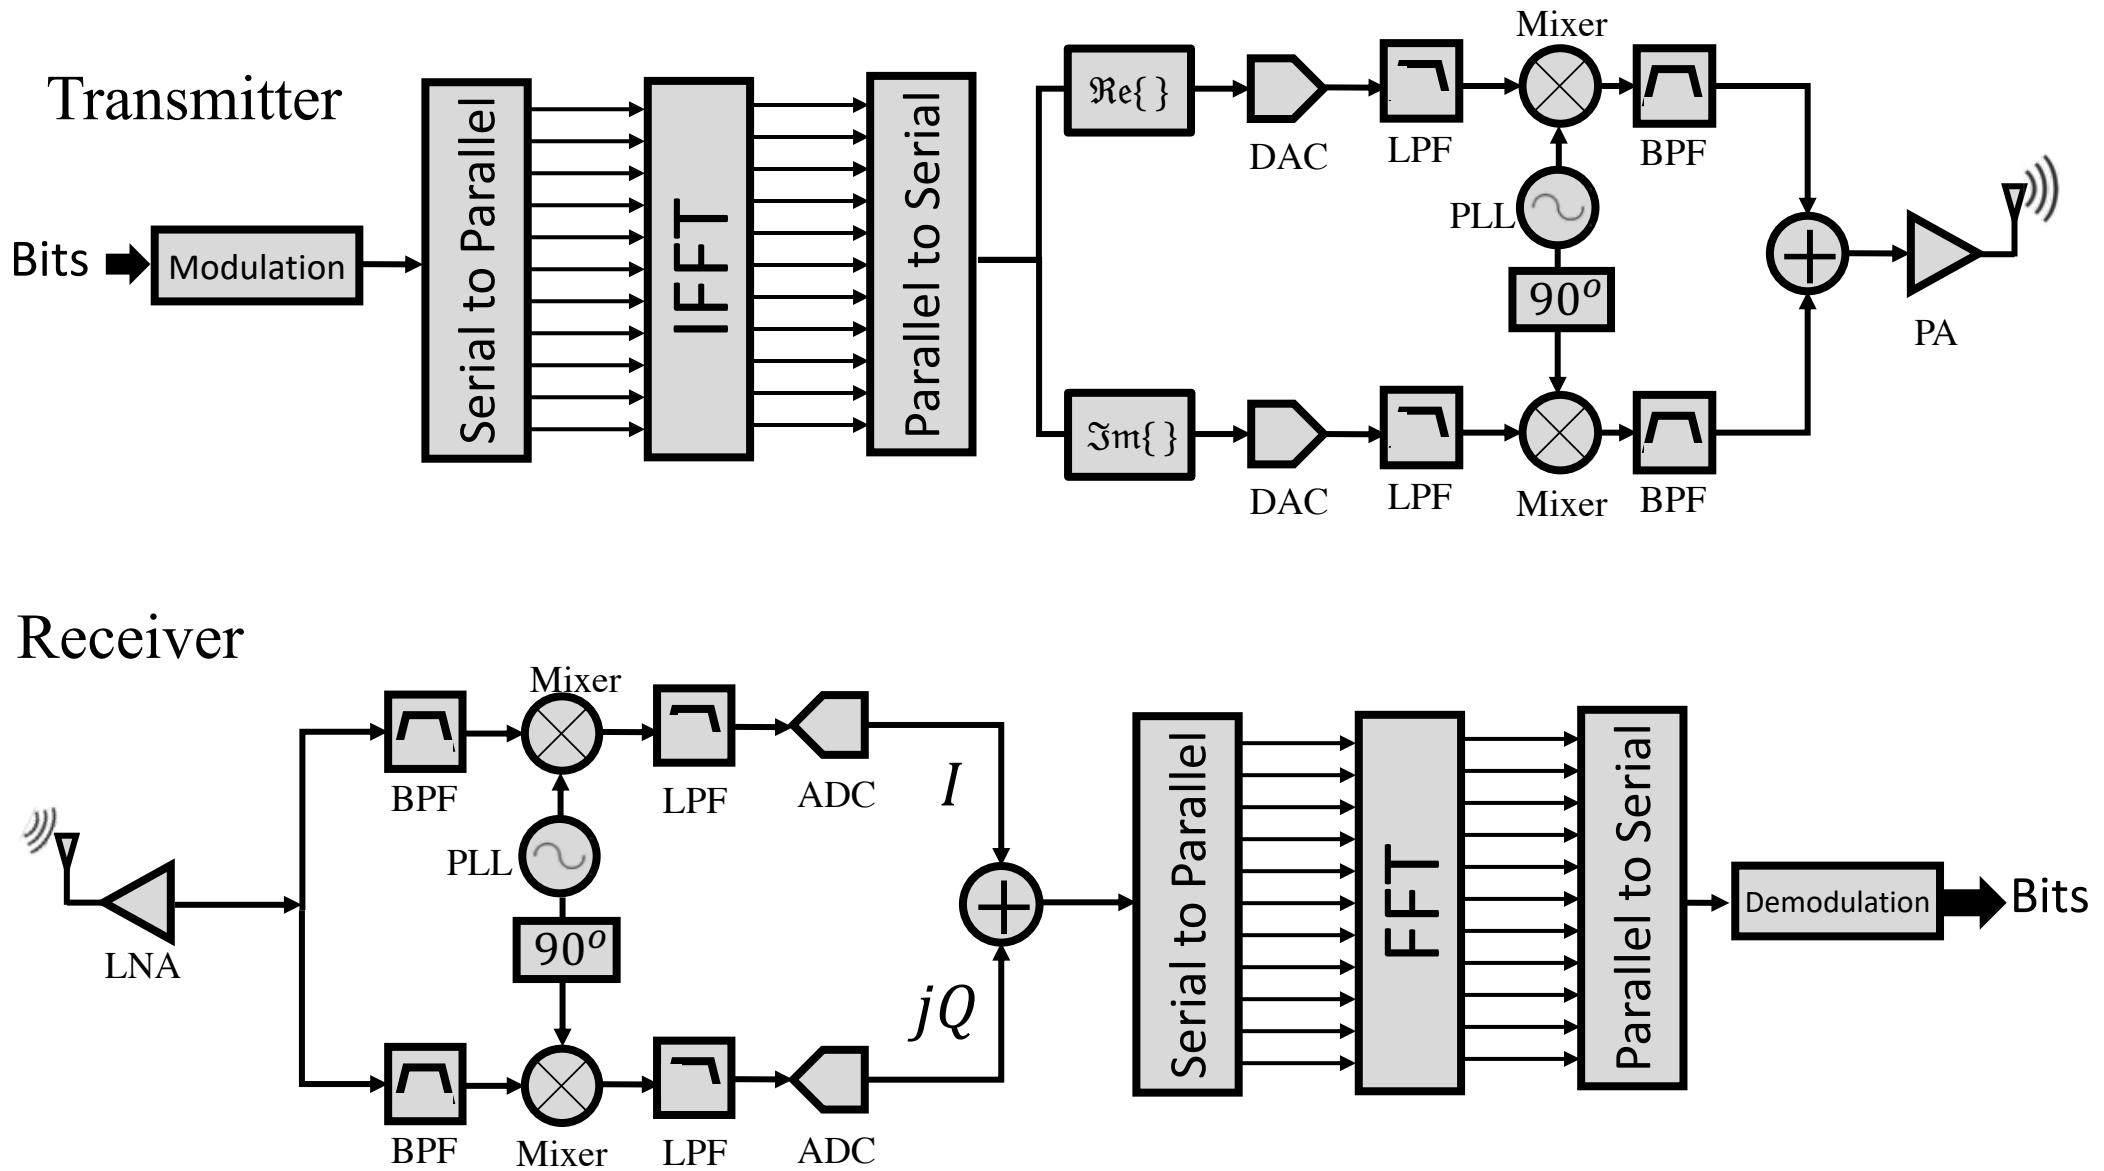 Transmitter
Bits
Modulation
Serial to Parallel
IFFT
Parallel to Serial
ℜe{ }
DAC
LPF
Mixer
BPF
PLL
90ᵒ
ℑm{ }
DAC
LPF
Mixer
BPF
PA
Receiver
LNA
BPF
Mixer
LPF
ADC
I
PLL
90ᵒ
jQ
BPF
Mixer
LPF
ADC
Serial to Parallel
FFT
Parallel to Serial
Demodulation
Bits